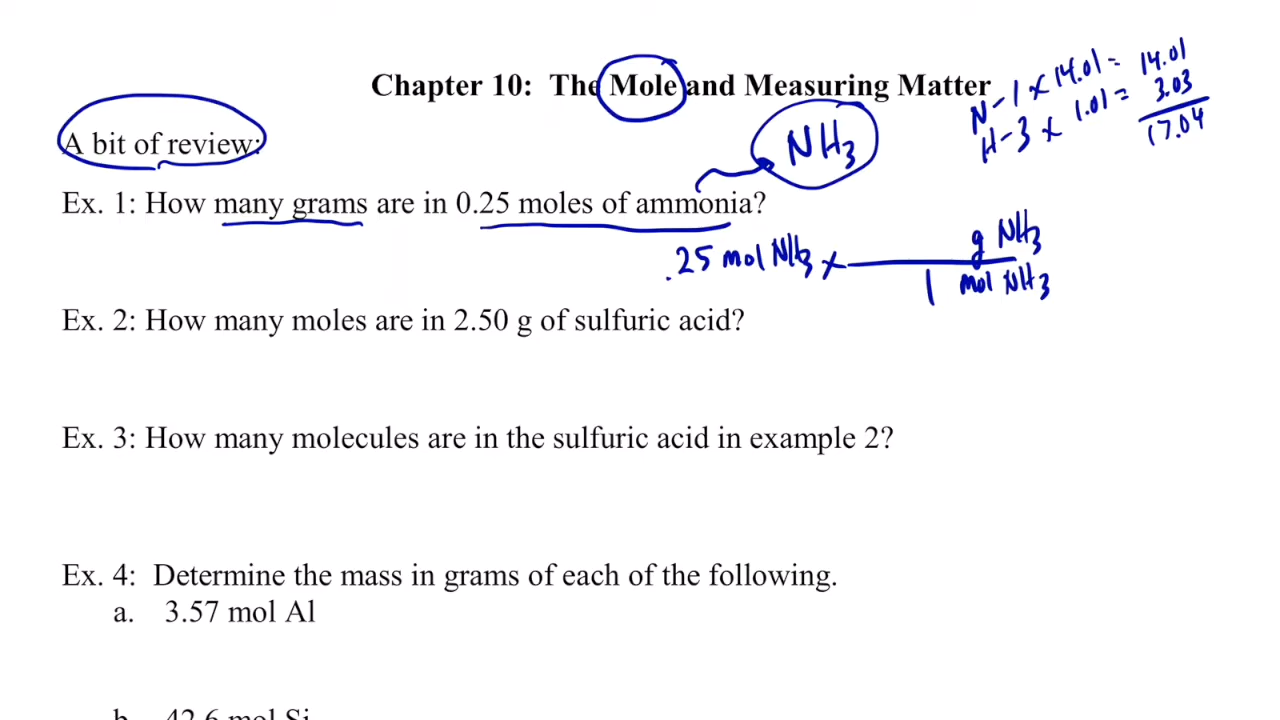 Chapter 10: The Mole and Measuring Matter
N - 1 x 14.01 = 14.01
H - 3 x 1.01 = 3.03
17.04
A bit of review:
NH3
Ex. 1: How many grams are in 0.25 moles of ammonia?
.25 mol NH3 x
g NH3
1 mol NH3
Ex. 2: How many moles are in 2.50 g of sulfuric acid?
Ex. 3: How many molecules are in the sulfuric acid in example 2?
Ex. 4: Determine the mass in grams of each of the following.
a. 3.57 mol Al
b. 42.6 mol Si